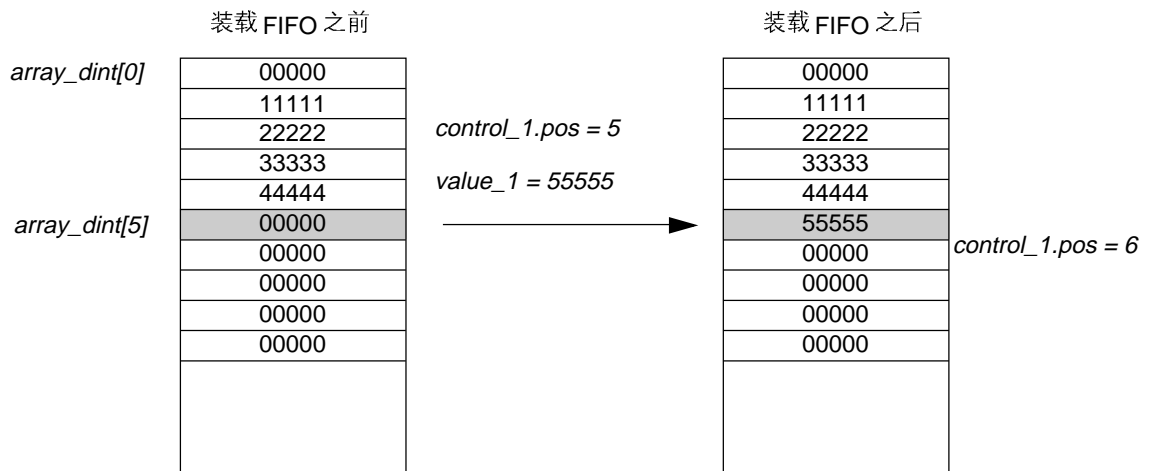 装载 FIFO 之前
装载 FIFO 之后
array_dint[0]
00000
11111
22222
33333
44444
array_dint[5]
00000
00000
00000
00000
00000
control_1.pos = 5
value_1 = 55555
00000
11111
22222
33333
44444
55555
00000
00000
00000
00000
control_1.pos = 6